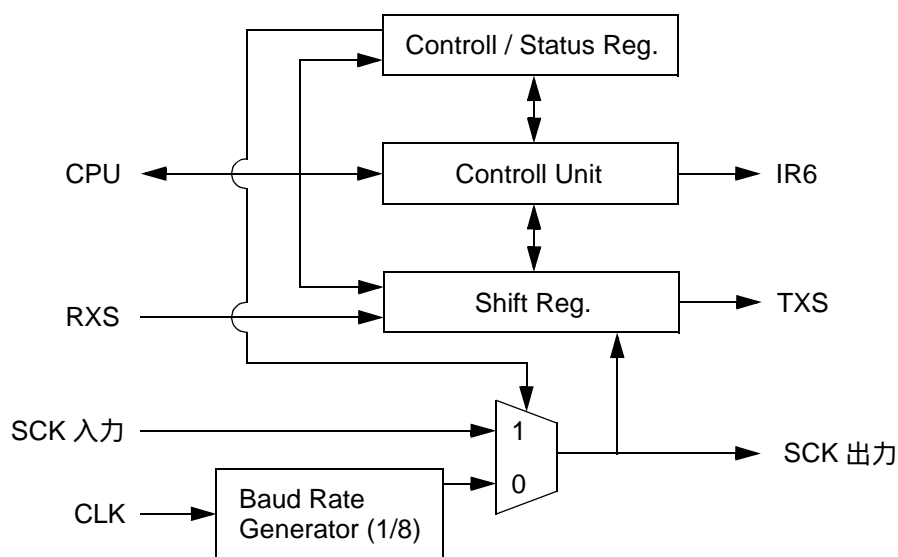 Controll / Status Reg.
CPU
Controll Unit
IR6
RXS
Shift Reg.
TXS
SCK 入力
1
SCK 出力
0
CLK
Baud Rate
Generator (1/8)